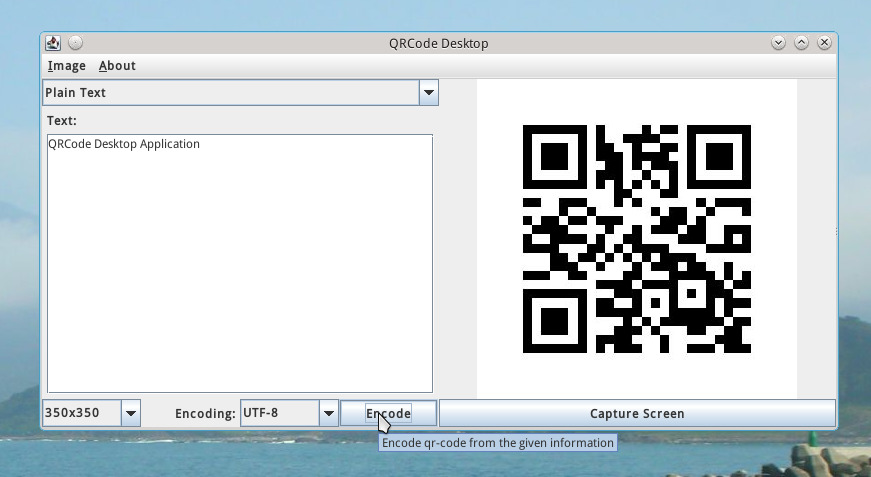 QRCode Desktop
Image About
Plain Text
Text:
QRCode Desktop Application
350x350 Encoding: UTF-8 Encode Capture Screen
Encode qr-code from the given information